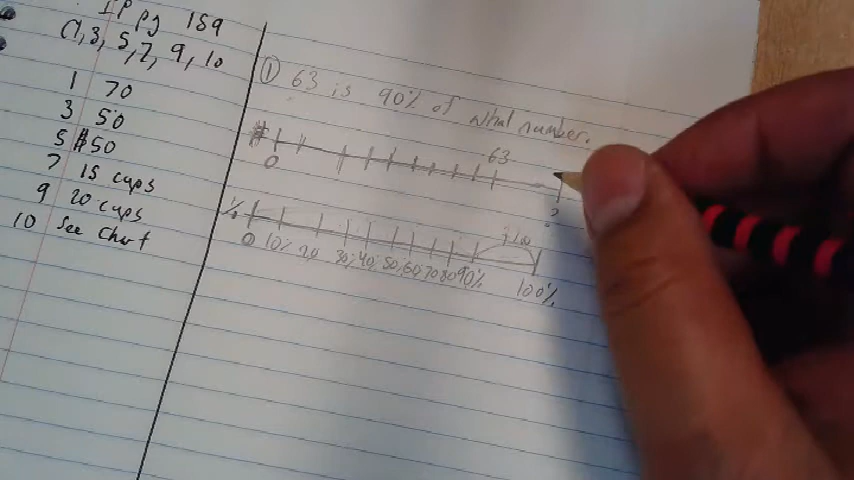 IP pg 159
(1, 3, 5, 7, 9, 10
1 70
3 50
5 $50
7 15 cups
9 20 cups
10 See Chart
① 63 is 90% of what number.
#
63
0
?
%
÷10
0 10% 20 30, 40, 50, 60, 70 80 90% 100%